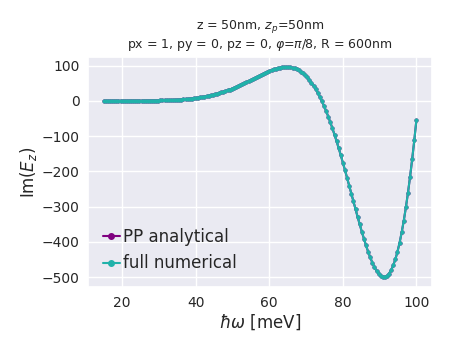 z = 50nm, z_p=50nm
px = 1, py = 0, pz = 0, φ=π/8, R = 600nm
Im(E_z)
100
0
−100
−200
−300
−400
−500
PP analytical
full numerical
20 40 60 80 100
ℏω [meV]